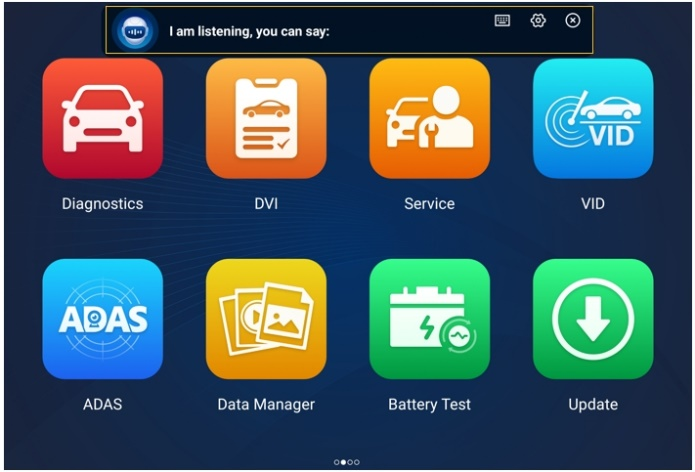 I am listening, you can say:
VID
Diagnostics
DVI
Service
VID
ADAS
ADAS
Data Manager
Battery Test
Update